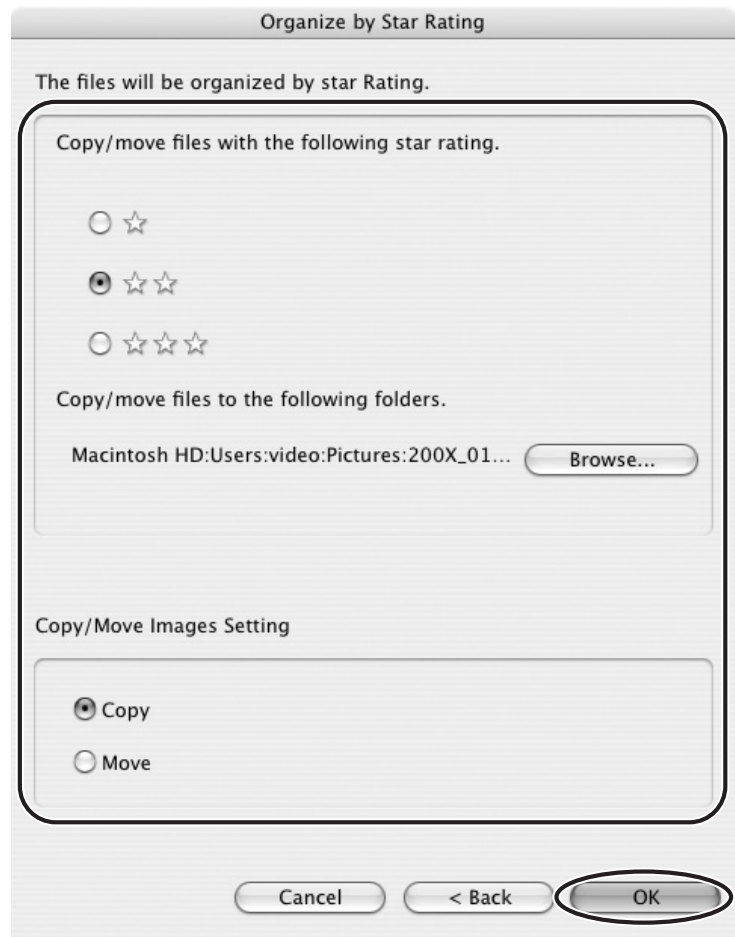 Organize by Star Rating
The files will be organized by star Rating.
Copy/move files with the following star rating.
Copy/move files to the following folders.
Macintosh HD:Users:video:Pictures:200X_01... Browse...
Copy/Move Images Setting
Copy
Move
Cancel < Back OK